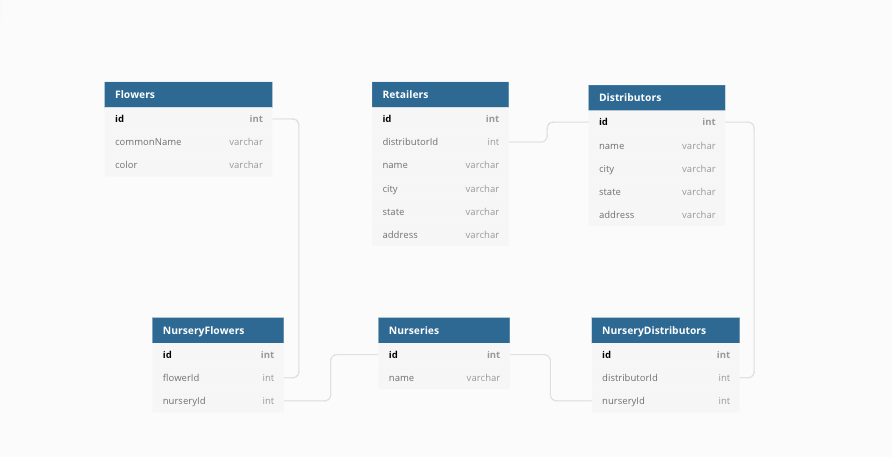 Flowers
id int
commonName varchar
color varchar
Retailers
id int
distributorId int
name varchar
city varchar
state varchar
address varchar
Distributors
id int
name varchar
city varchar
state varchar
address varchar
NurseryFlowers
id int
flowerId int
nurseryId int
Nurseries
id int
name varchar
NurseryDistributors
id int
distributorId int
nurseryId int